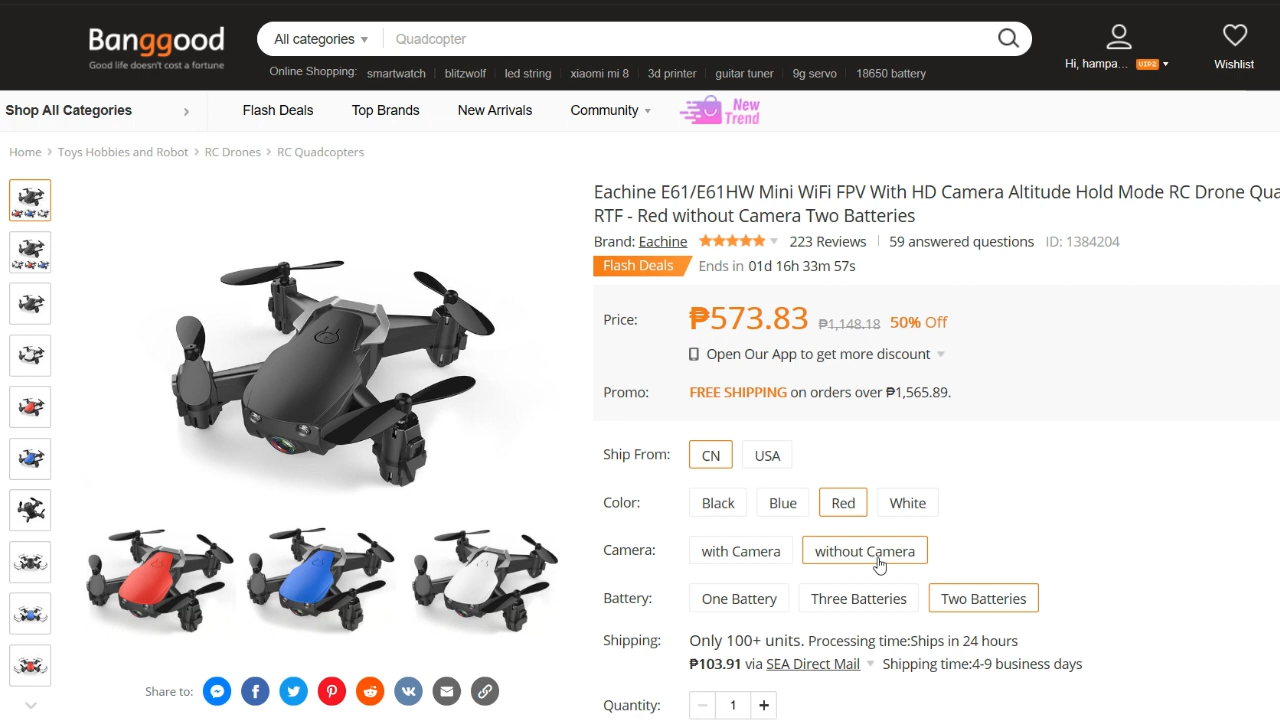 Banggood
Good life doesn't cost a fortune
All categories
Quadcopter
Online Shopping: smartwatch blitzwolf led string xiaomi mi 8 3d printer guitar tuner 9g servo 18650 battery
Hi, hampa... VIP2
Wishlist
Shop All Categories
Flash Deals Top Brands New Arrivals Community New Trend
Home > Toys Hobbies and Robot > RC Drones > RC Quadcopters
Eachine E61/E61HW Mini WiFi FPV With HD Camera Altitude Hold Mode RC Drone Qua
RTF - Red without Camera Two Batteries
Brand: Eachine 223 Reviews 59 answered questions ID: 1384204
Flash Deals Ends in 01d 16h 33m 57s
Price: ₱573.83 ₱1,148.18 50% Off
Open Our App to get more discount
Promo: FREE SHIPPING on orders over ₱1,565.89.
Ship From: CN USA
Color: Black Blue Red White
Camera: with Camera without Camera
Battery: One Battery Three Batteries Two Batteries
Shipping: Only 100+ units. Processing time:Ships in 24 hours
₱103.91 via SEA Direct Mail Shipping time:4-9 business days
Share to:
Quantity: − 1 +